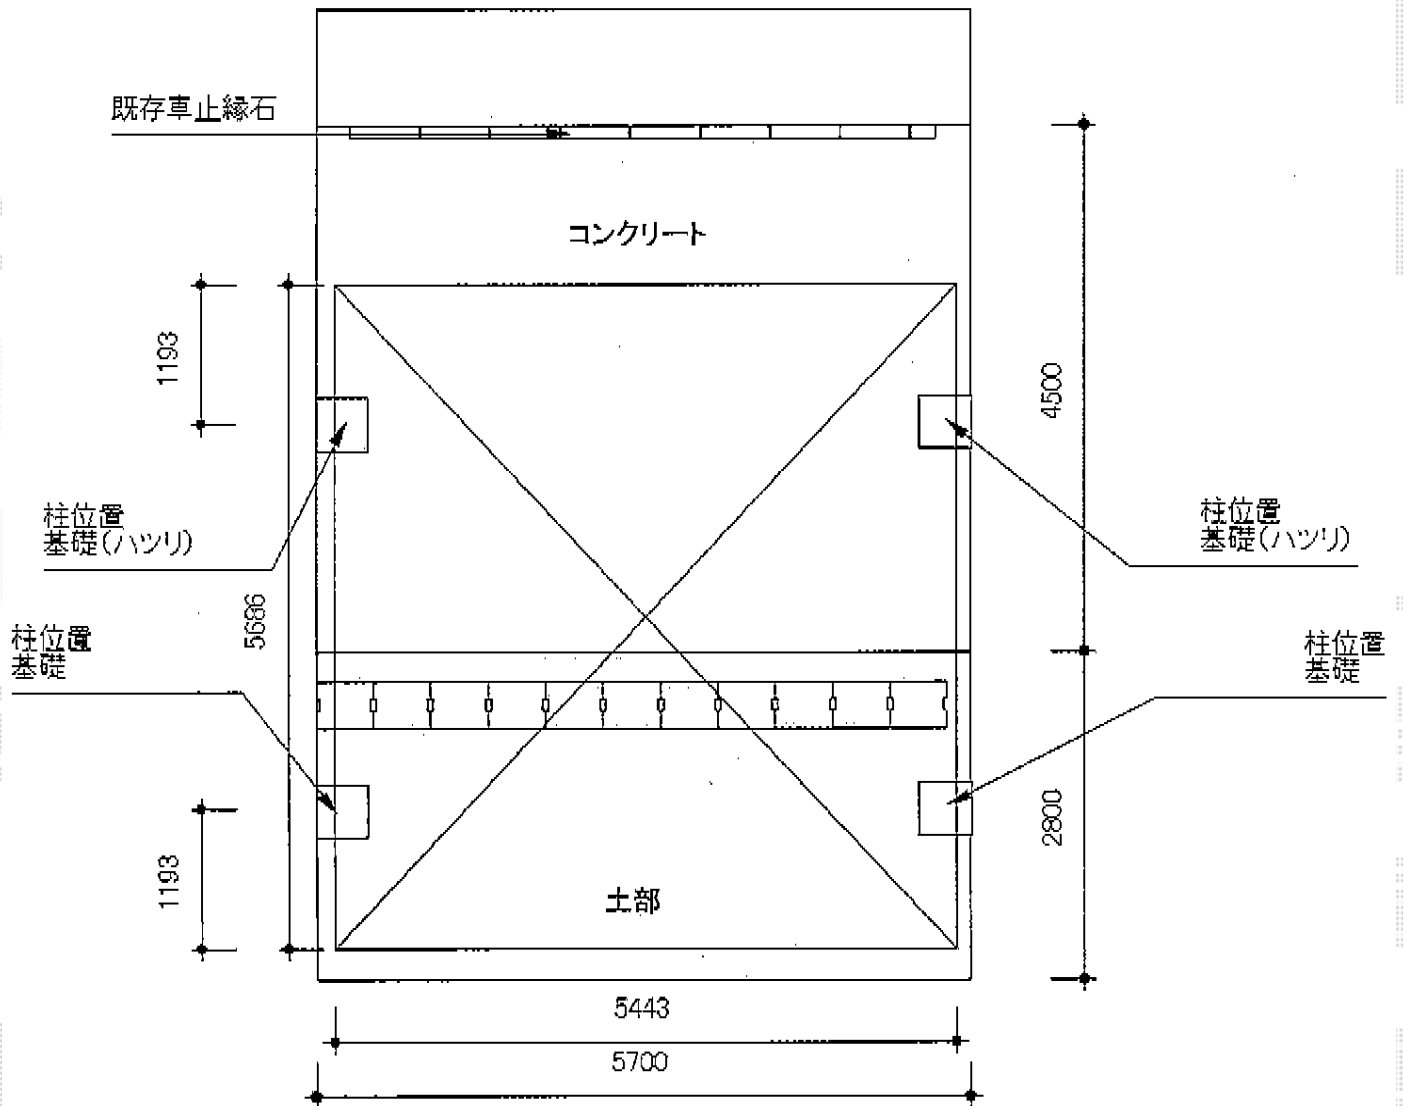 既存車止縁石
コンクリート
1193
4500
柱位置
基礎(ハツリ)
柱位置
基礎(ハツリ)
5686
柱位置
基礎
柱位置
基礎
2800
1193
土部
5443
5700